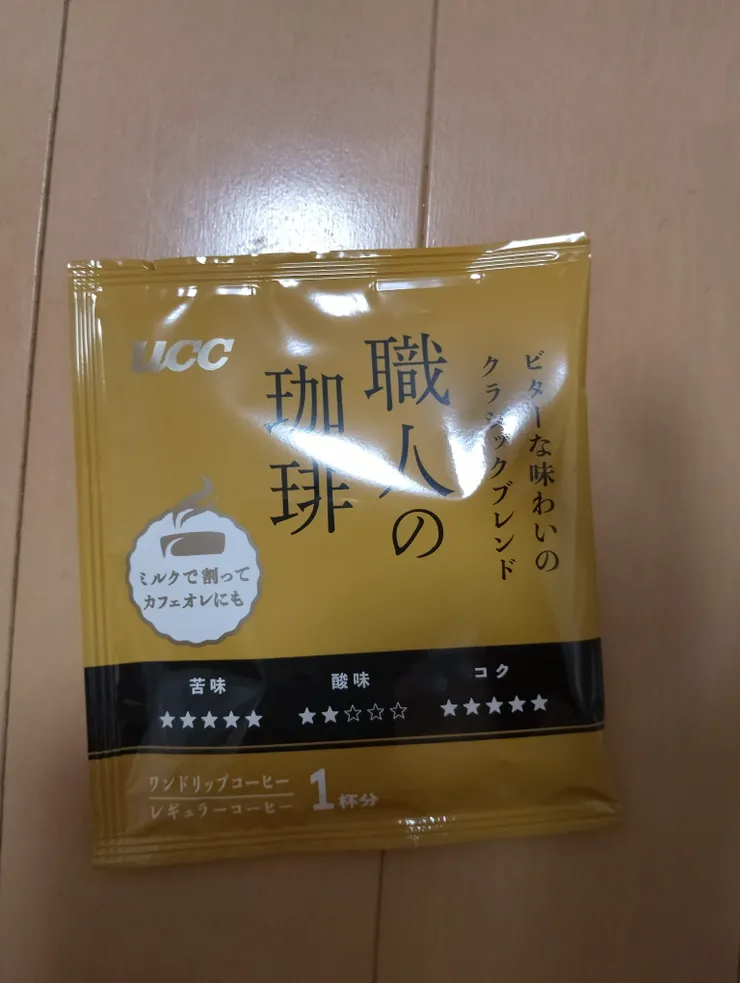 UCC
職人の
珈琲
ビターな味わいの
クラシックブレンド
ミルクで割って
カフェオレにも
苦味
★★★★★
酸味
★★☆☆☆
コク
★★★★★
ワンドリップコーヒー
レギュラーコーヒー
1杯分